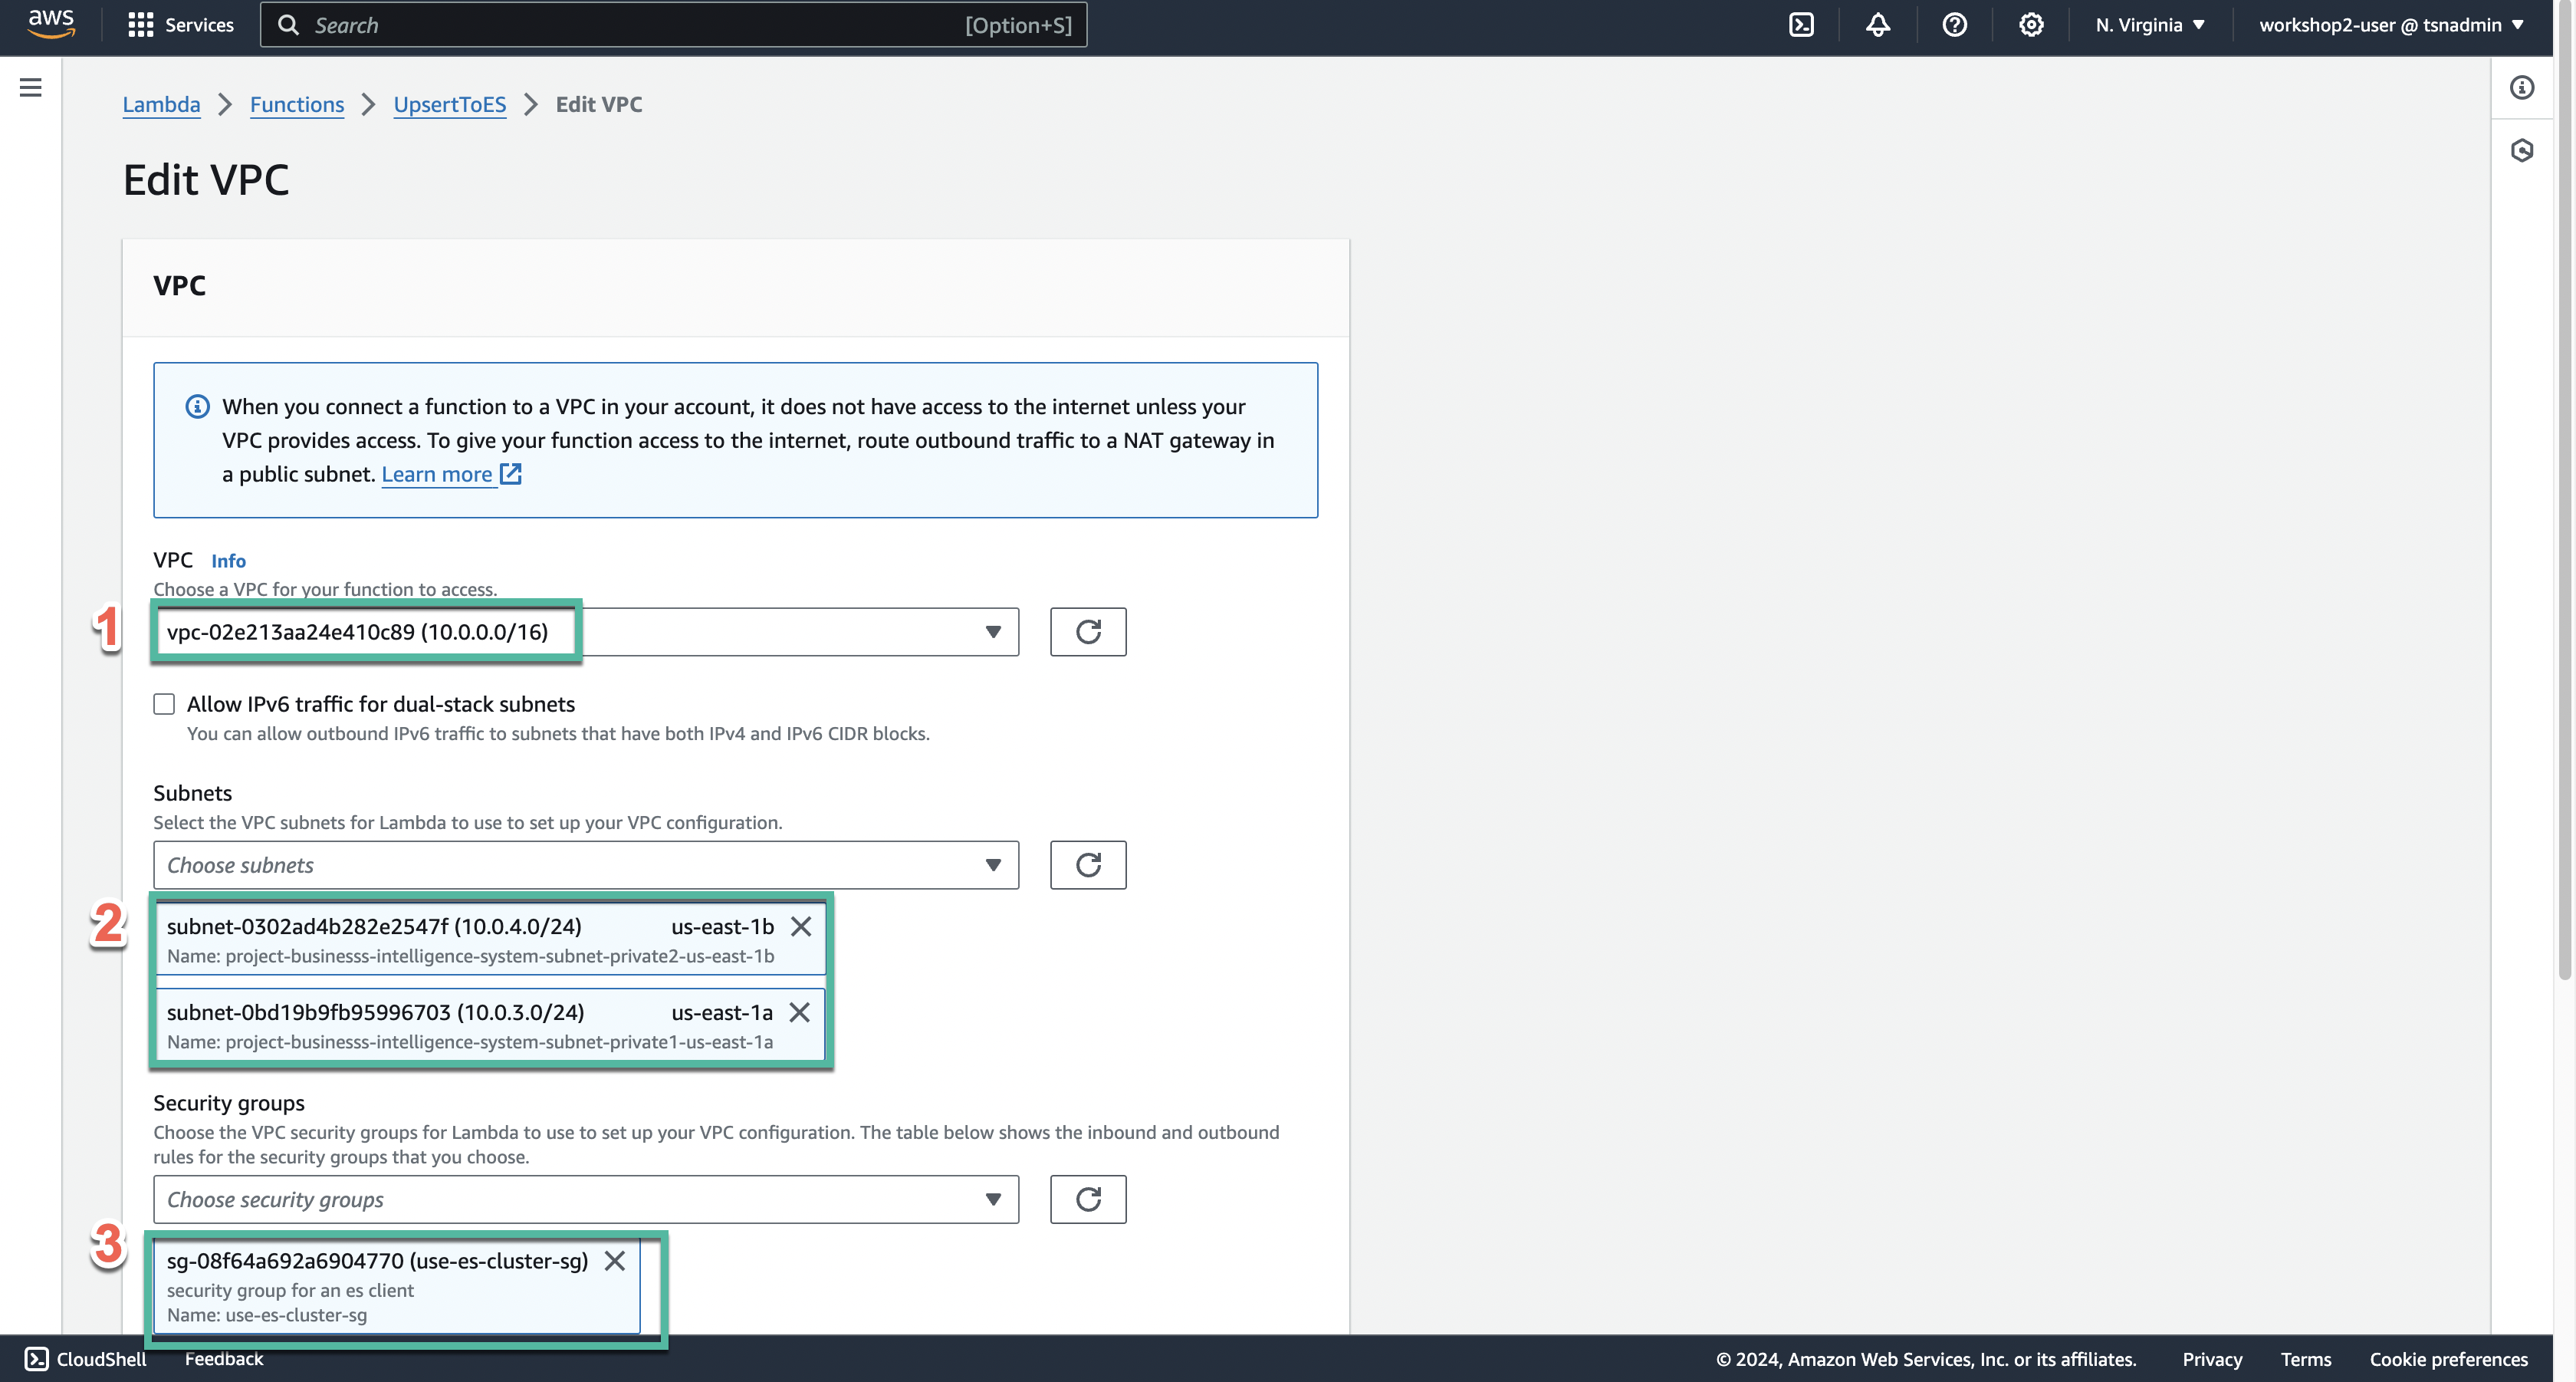 aws
Services
Search
[Option+S]
N. Virginia
workshop2-user @ tsnadmin
Lambda
Functions
UpsertToES
Edit VPC
Edit VPC
VPC
When you connect a function to a VPC in your account, it does not have access to the internet unless your
VPC provides access. To give your function access to the internet, route outbound traffic to a NAT gateway in
a public subnet. Learn more
VPC Info
Choose a VPC for your function to access.
1
vpc-02e213aa24e410c89 (10.0.0.0/16)
Allow IPv6 traffic for dual-stack subnets
You can allow outbound IPv6 traffic to subnets that have both IPv4 and IPv6 CIDR blocks.
Subnets
Select the VPC subnets for Lambda to use to set up your VPC configuration.
Choose subnets
2
subnet-0302ad4b282e2547f (10.0.4.0/24) us-east-1b
Name: project-businesss-intelligence-system-subnet-private2-us-east-1b
subnet-0bd19b9fb95996703 (10.0.3.0/24) us-east-1a
Name: project-businesss-intelligence-system-subnet-private1-us-east-1a
Security groups
Choose the VPC security groups for Lambda to use to set up your VPC configuration. The table below shows the inbound and outbound
rules for the security groups that you choose.
Choose security groups
3
sg-08f64a692a6904770 (use-es-cluster-sg)
security group for an es client
Name: use-es-cluster-sg
CloudShell
Feedback
© 2024, Amazon Web Services, Inc. or its affiliates.
Privacy
Terms
Cookie preferences